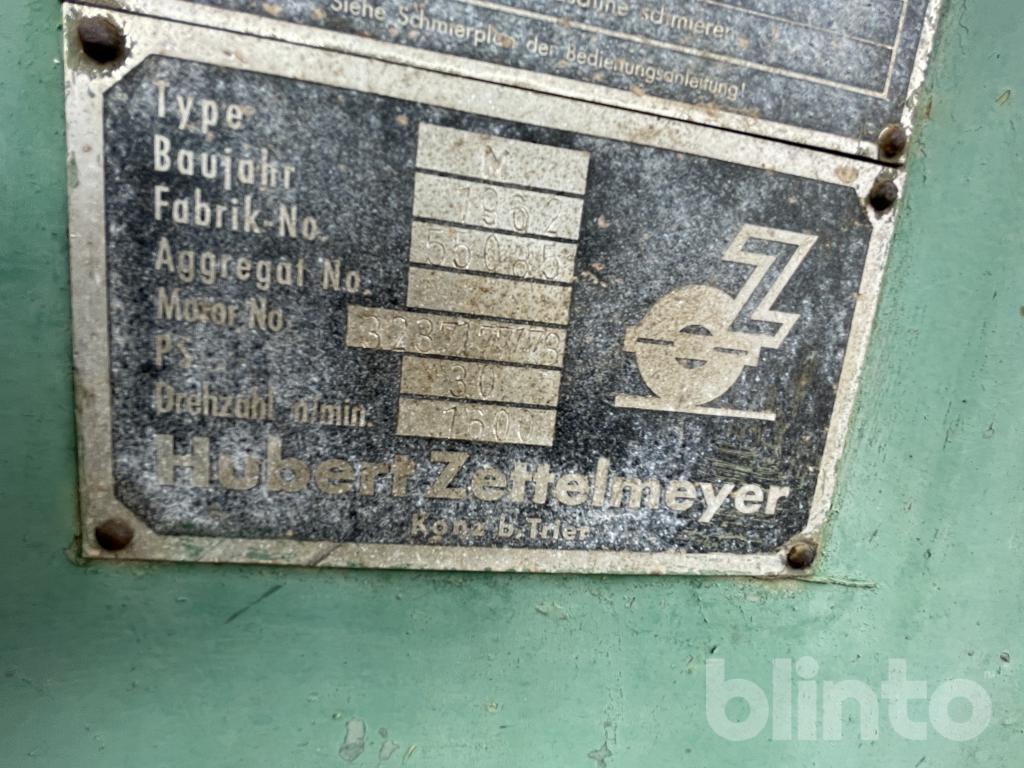 schmieren
Siehe Schmierplan der Bedienungsanleitung!
Type M
Baujahr 1962
Fabrik-No.
Aggregat No.
Motor No.
PS 30
Drehzahl n/min. 1600
Z
Hubert Zettelmeyer
Konz b. Trier
blinto